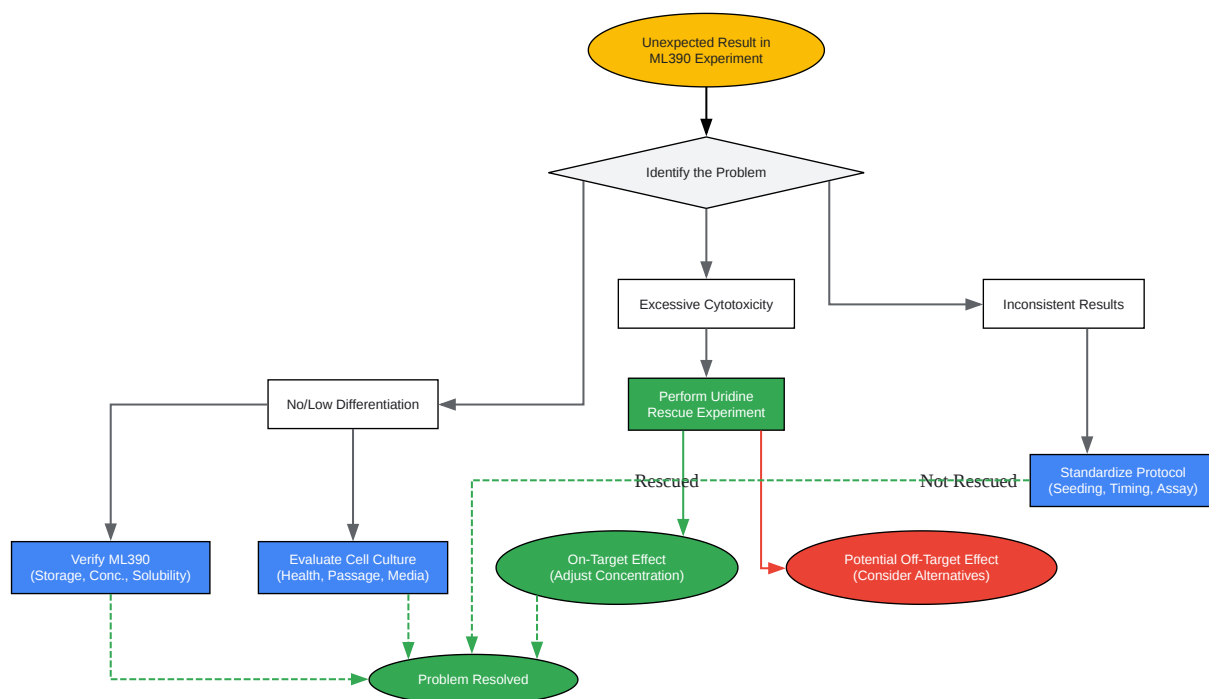 Unexpected Result in
ML390 Experiment
Identify the Problem
Excessive Cytotoxicity
Inconsistent Results
No/Low Differentiation
Perform Uridine
Rescue Experiment
Rescued
Not Rescued
Standardize Protocol
(Seeding, Timing, Assay)
Verify ML390
(Storage, Conc., Solubility)
Evaluate Cell Culture
(Health, Passage, Media)
On-Target Effect
(Adjust Concentration)
Potential Off-Target Effect
(Consider Alternatives)
Problem Resolved